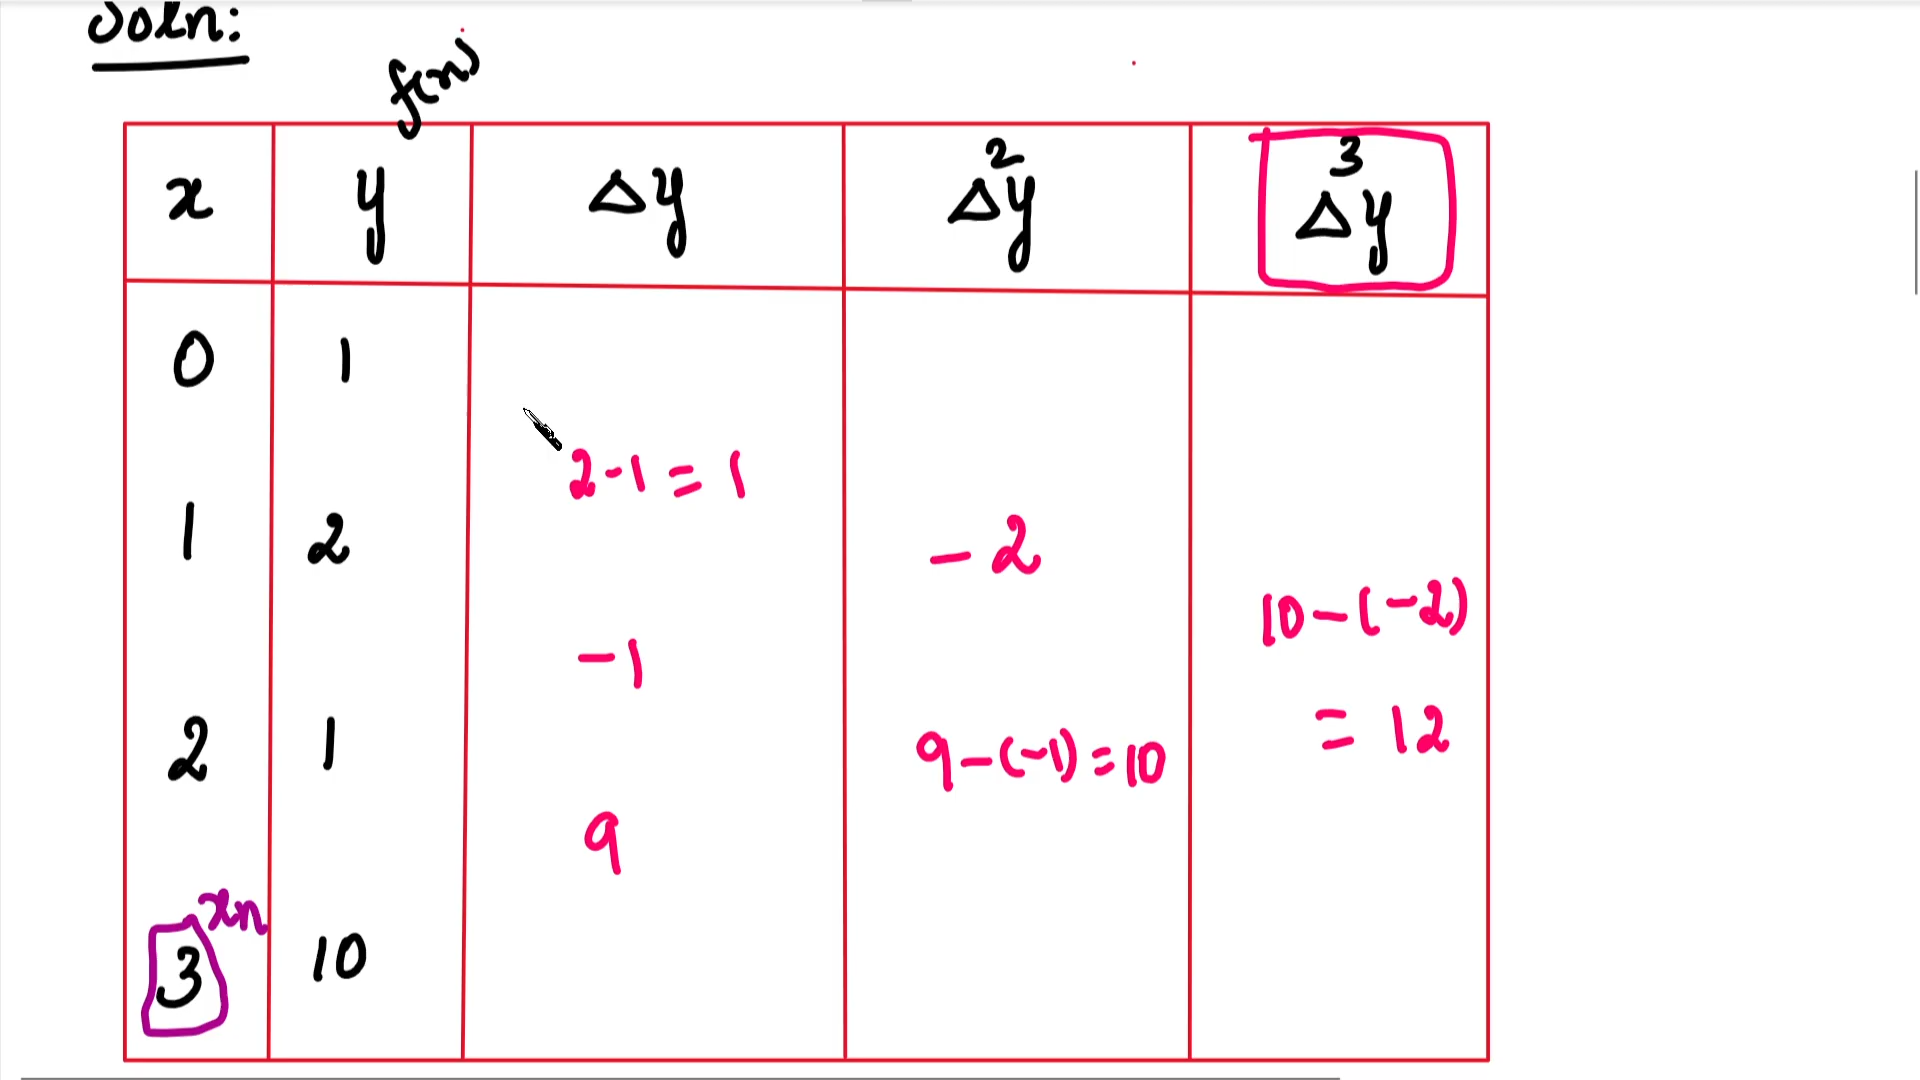 Soln:
f(x)
x y Δy Δ²y Δ³y
0 1
2-1 = 1
1 2 -2
10-(-2)
-1
= 12
2 1 9-(-1)=10
9
xn
3 10